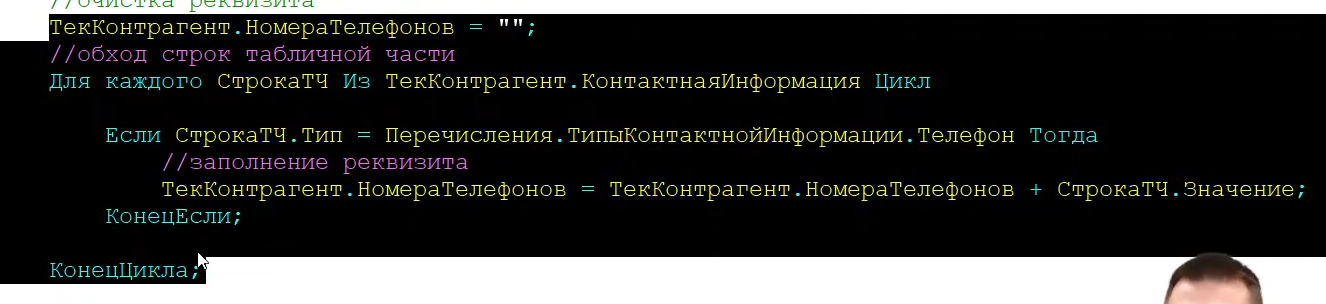 //очистка реквизита
ТекКонтрагент.НомераТелефонов = "";
//обход строк табличной части
Для каждого СтрокаТЧ Из ТекКонтрагент.КонтактнаяИнформация Цикл
Если СтрокаТЧ.Тип = Перечисления.ТипыКонтактнойИнформации.Телефон Тогда
//заполнение реквизита
ТекКонтрагент.НомераТелефонов = ТекКонтрагент.НомераТелефонов + СтрокаТЧ.Значение;
КонецЕсли;
КонецЦикла;